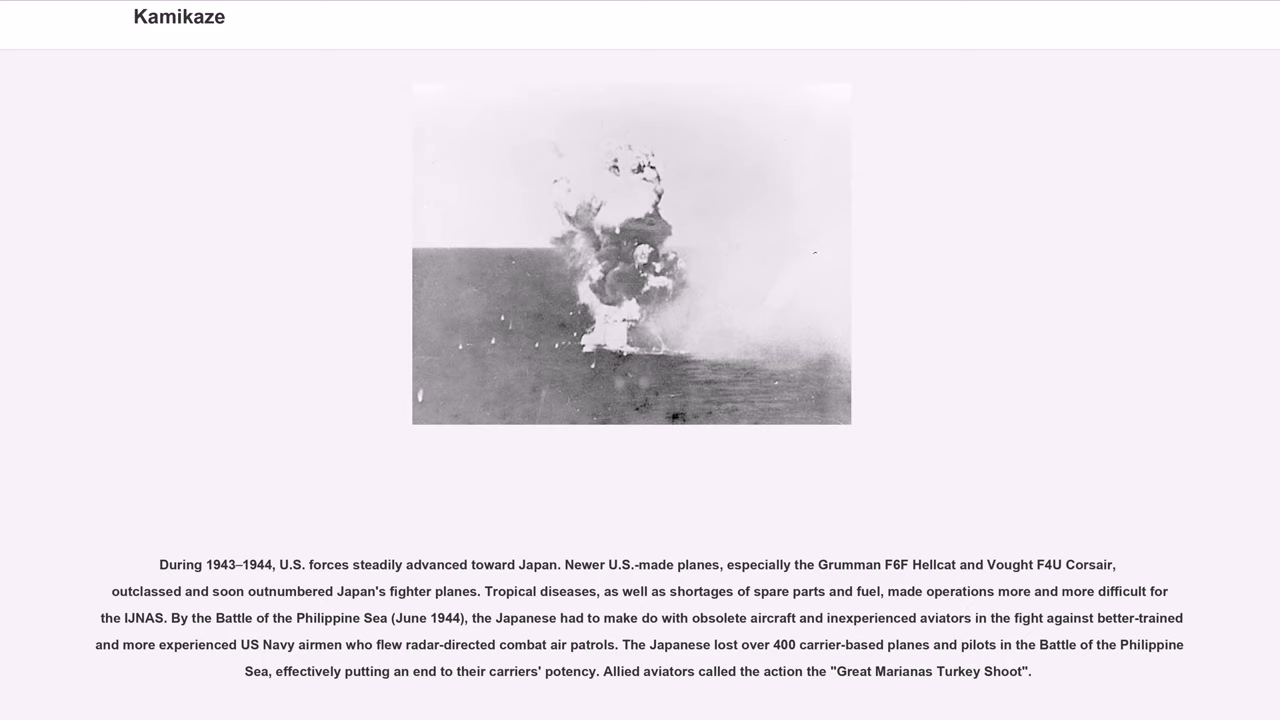 Kamikaze
During 1943–1944, U.S. forces steadily advanced toward Japan. Newer U.S.-made planes, especially the Grumman F6F Hellcat and Vought F4U Corsair,
outclassed and soon outnumbered Japan's fighter planes. Tropical diseases, as well as shortages of spare parts and fuel, made operations more and more difficult for
the IJNAS. By the Battle of the Philippine Sea (June 1944), the Japanese had to make do with obsolete aircraft and inexperienced aviators in the fight against better-trained
and more experienced US Navy airmen who flew radar-directed combat air patrols. The Japanese lost over 400 carrier-based planes and pilots in the Battle of the Philippine
Sea, effectively putting an end to their carriers' potency. Allied aviators called the action the "Great Marianas Turkey Shoot".